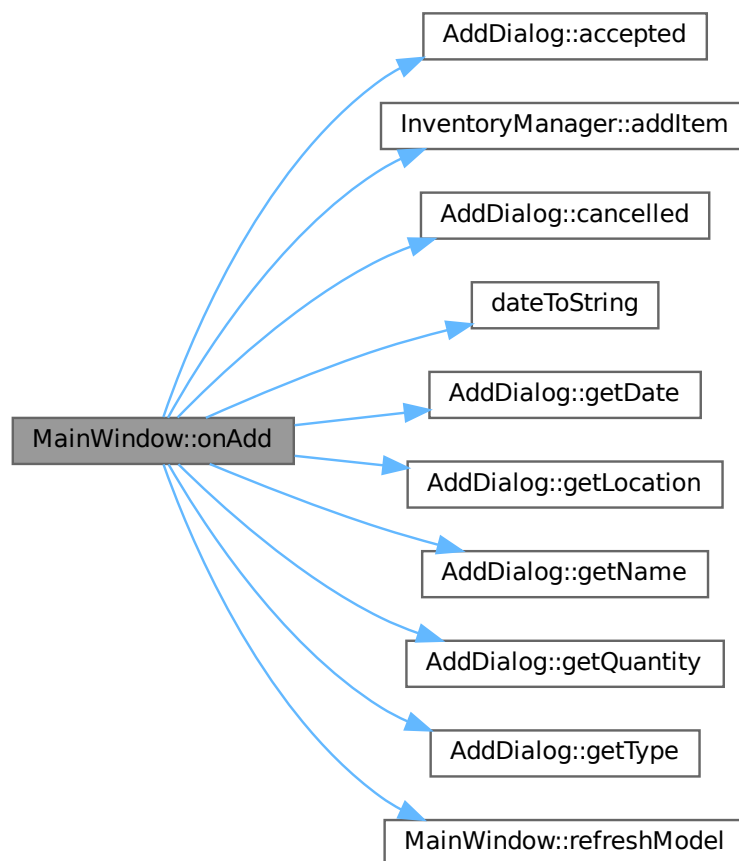 AddDialog::accepted
InventoryManager::addItem
AddDialog::cancelled
dateToString
AddDialog::getDate
MainWindow::onAdd
AddDialog::getLocation
AddDialog::getName
AddDialog::getQuantity
AddDialog::getType
MainWindow::refreshModel